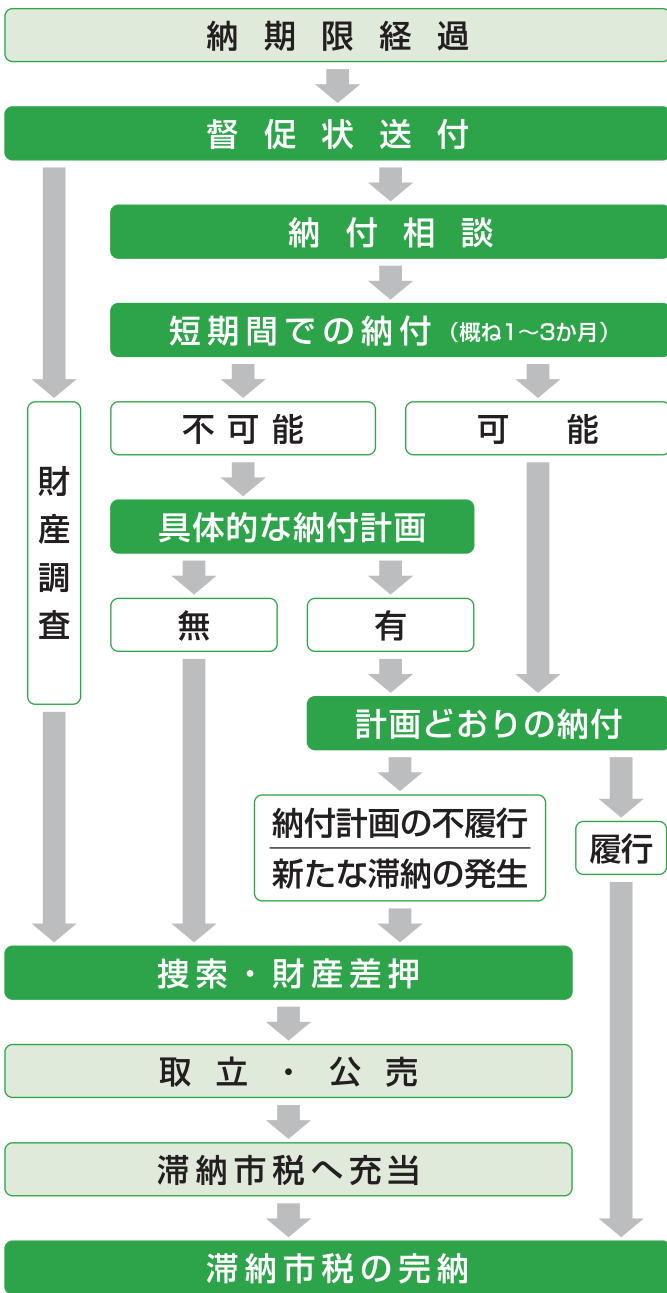 納期限経過
督促状送付
納付相談
短期間での納付（概ね1～3か月）
不可能
可能
財産調査
具体的な納付計画
無
有
計画どおりの納付
納付計画の不履行
新たな滞納の発生
履行
捜索・財産差押
取立・公売
滞納市税へ充当
滞納市税の完納